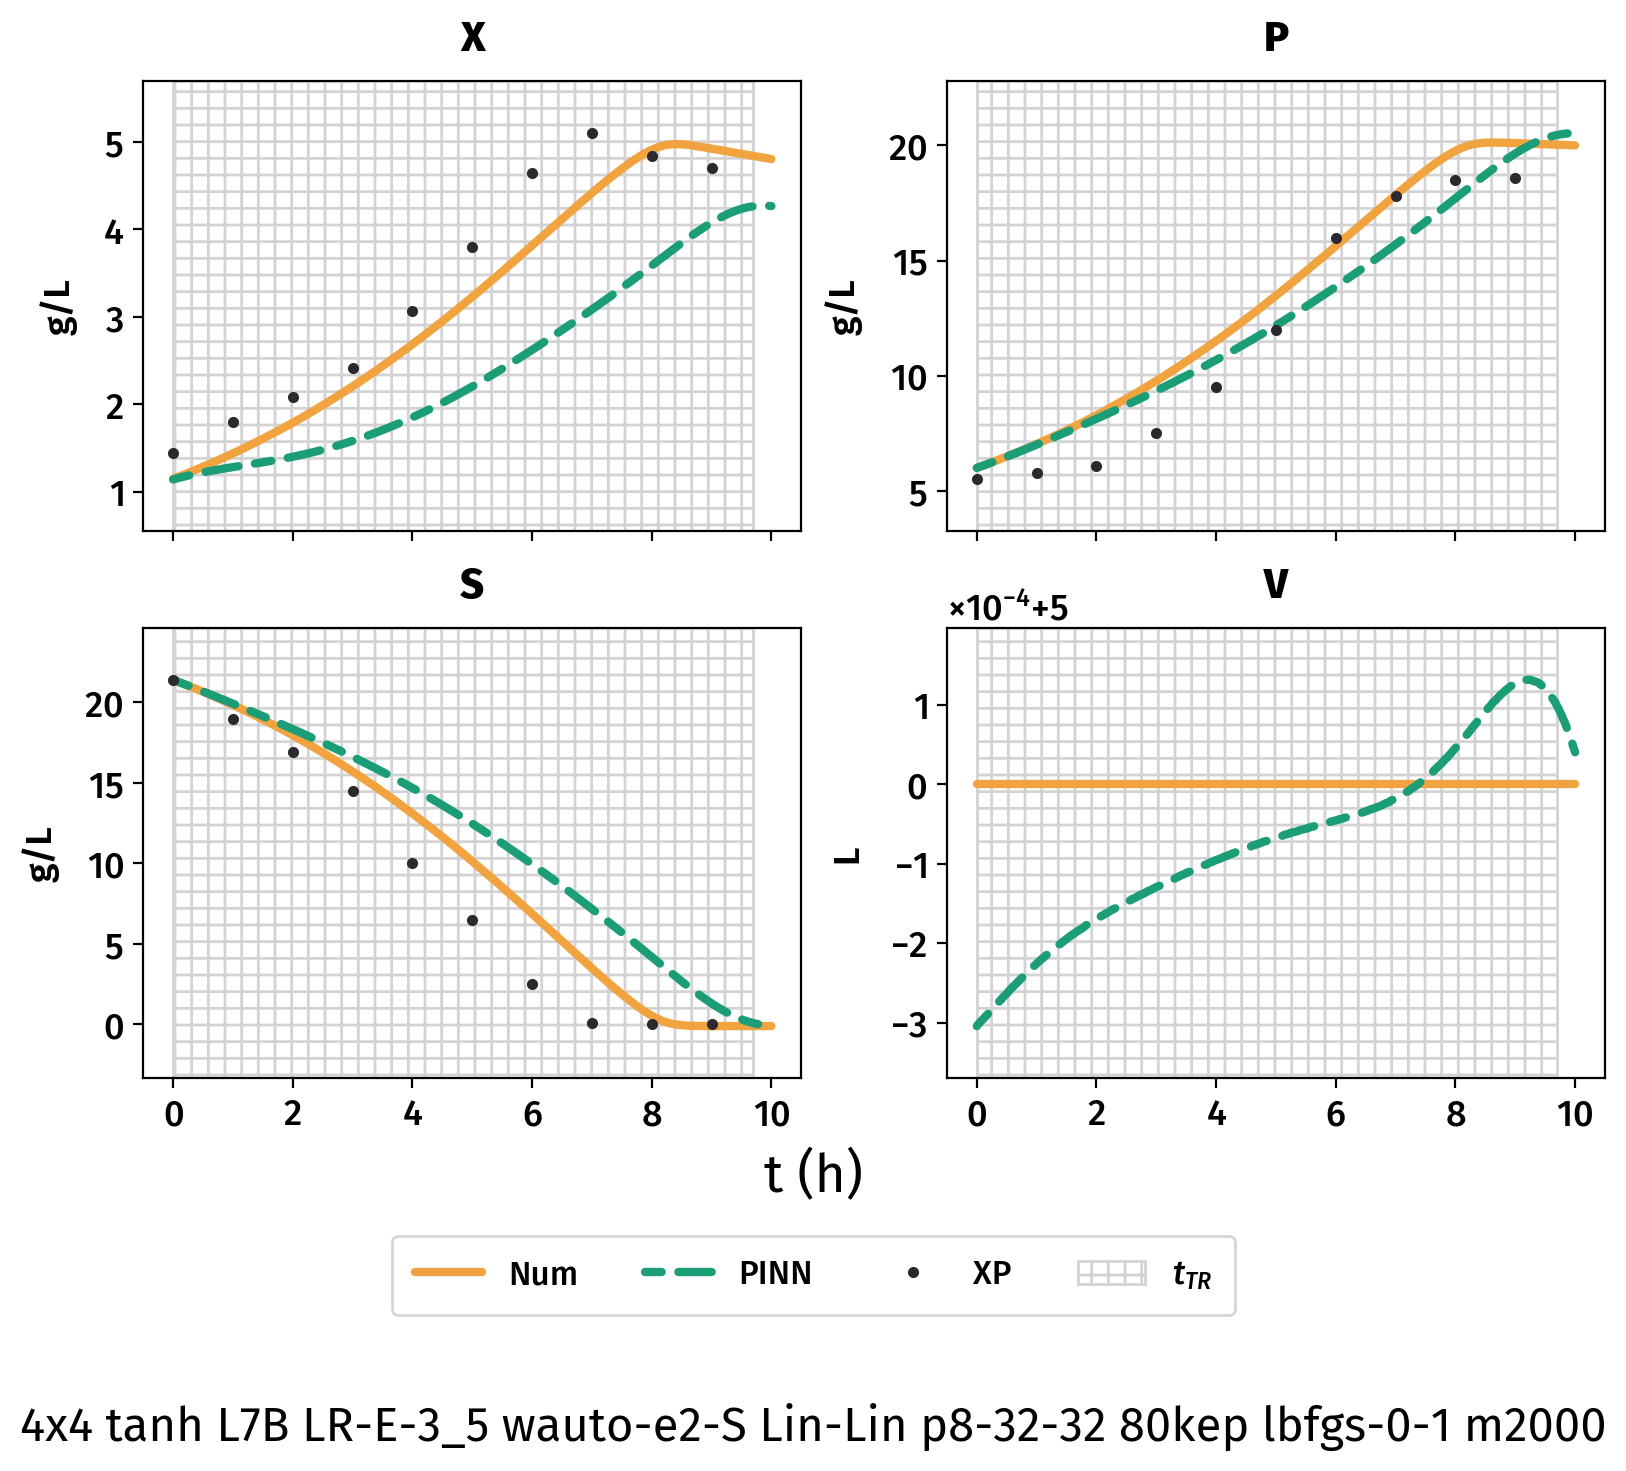 X
P
g/L
5
4
3
2
1
g/L
20
15
10
5
S
V
×10⁻⁴+5
g/L
20
15
10
5
0
L
1
0
−1
−2
−3
0 2 4 6 8 10
0 2 4 6 8 10
t (h)
Num PINN XP t_TR
4x4 tanh L7B LR-E-3_5 wauto-e2-S Lin-Lin p8-32-32 80kep lbfgs-0-1 m2000